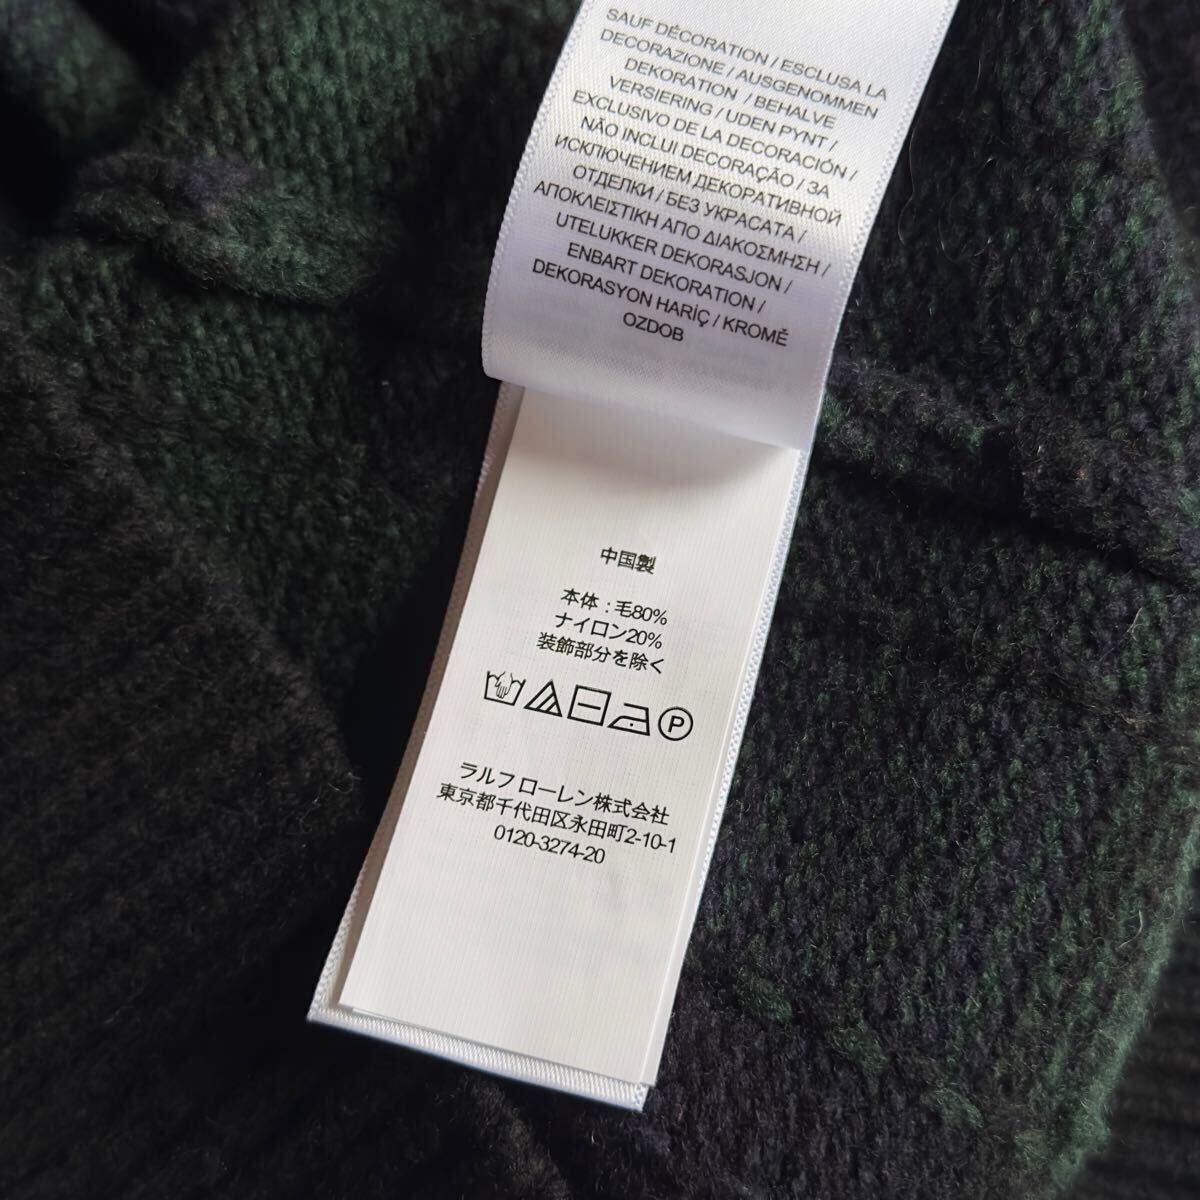 SAUF DÉCORATION / ESCLUSA LA
DECORAZIONE / AUSGENOMMEN
DEKORATION / BEHALVE
VERSIERING / UDEN PYNT /
EXCLUSIVO DE LA DECORACIÓN /
NÃO INCLUI DECORAÇÃO / ЗА
ИСКЛЮЧЕНИЕМ ДЕКОРАТИВНОЙ
ОТДЕЛКИ / БЕЗ УКРАСАТА /
ΑΠΟΚΛΕΙΣΤΙΚΗ ΑΠΟ ΔΙΑΚΟΣΜΗΣΗ /
UTELUKKER DEKORASJON /
ENBART DEKORATION /
DEKORASYON HARİÇ / KROMĚ
OZDOB
中国製
本体：毛80%
ナイロン20%
装飾部分を除く
P
ラルフ ローレン株式会社
東京都千代田区永田町2-10-1
0120-3274-20